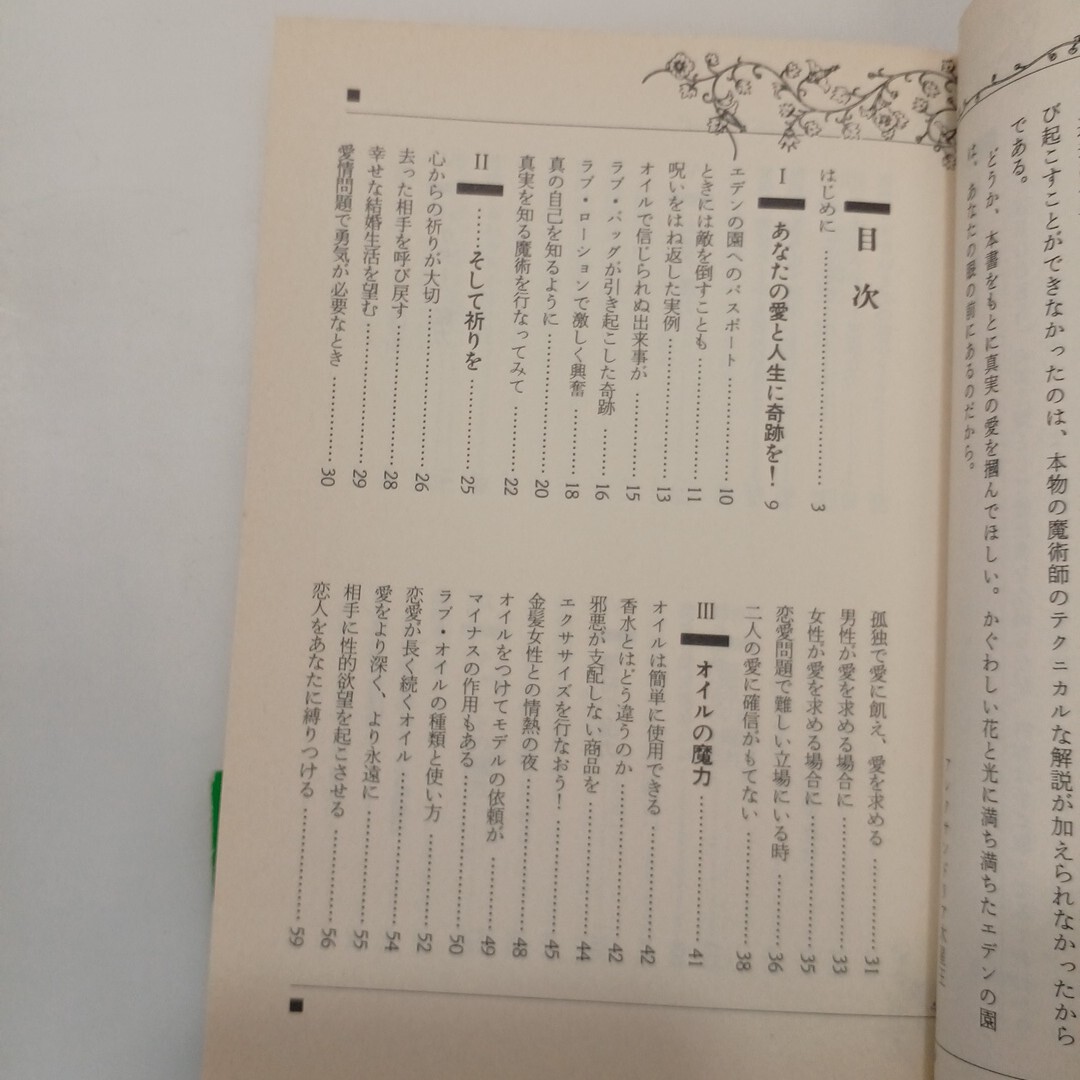 び起こすことができなかったのは、本物の魔術師のテクニカルな解説が加えられなかったから
である。
どうか、本書をもとに真実の愛を摑んでほしい。かぐわしい花と光に満ち満ちたエデンの園
は、あなたの眼の前にあるのだから。
目次
はじめに……………………3
I あなたの愛と人生に奇跡を！ 9
エデンの園へのパスポート……………10
ときには敵を倒すことも……………11
呪いをはね返した実例……………13
オイルで信じられぬ出来事が…………15
ラブ・バッグが引き起こした奇跡………16
ラブ・ローションで激しく興奮…………18
真の自己を知るように……………20
真実を知る魔術を行なってみて…………22
II ……そして祈りを…………25
心からの祈りが大切……………26
去った相手を呼び戻す……………28
幸せな結婚生活を望む……………29
愛情問題で勇気が必要なとき…………30
孤独で愛に飢え、愛を求める…………31
男性が愛を求める場合に……………33
女性が愛を求める場合に……………35
恋愛問題で難しい立場にいる時…………36
二人の愛に確信がもてない……………38
III オイルの魔力……………41
オイルは簡単に使用できる……………42
香水とはどう違うのか……………42
邪悪が支配しない商品を……………44
エクササイズを行なおう！……………45
金髪女性との情熱の夜……………48
オイルをつけてモデルの依頼が…………49
マイナスの作用もある……………50
ラブ・オイルの種類と使い方…………52
恋愛が長く続くオイル……………54
愛をより深く、より永遠に……………55
相手に性的欲望を起こさせる…………56
恋人をあなたに縛りつける……………59